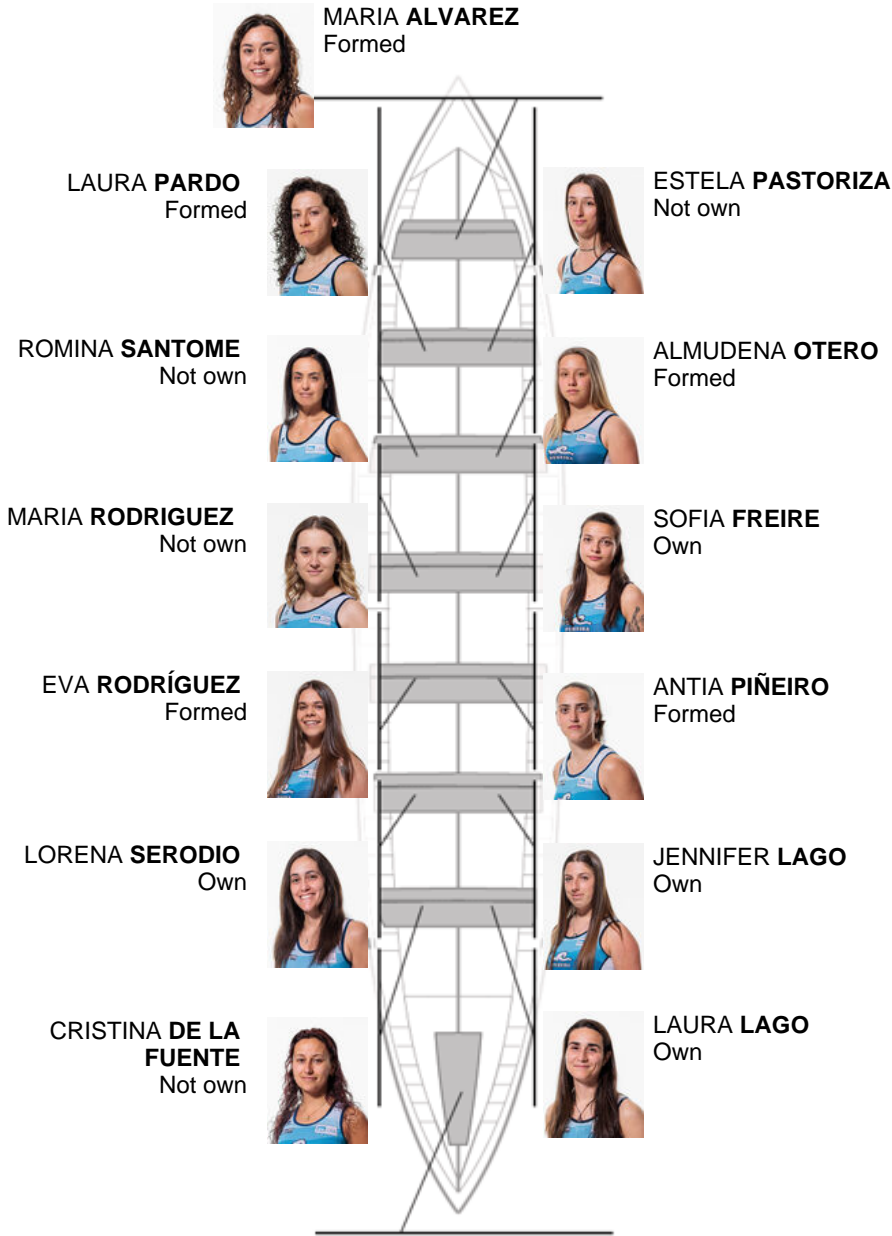 MARIA ALVAREZ
Formed
LAURA PARDO
Formed
ESTELA PASTORIZA
Not own
ROMINA SANTOME
Not own
ALMUDENA OTERO
Formed
MARIA RODRIGUEZ
Not own
SOFIA FREIRE
Own
EVA RODRÍGUEZ
Formed
ANTIA PIÑEIRO
Formed
LORENA SERODIO
Own
JENNIFER LAGO
Own
CRISTINA DE LA
FUENTE
Not own
LAURA LAGO
Own